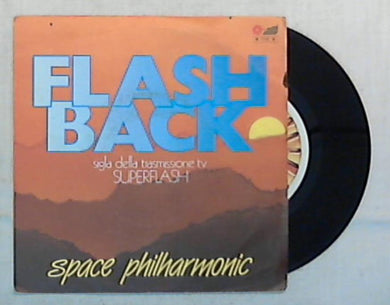 FLASH
BACK
sigla della trasmissione tv
SUPERFLASH
space philharmonic